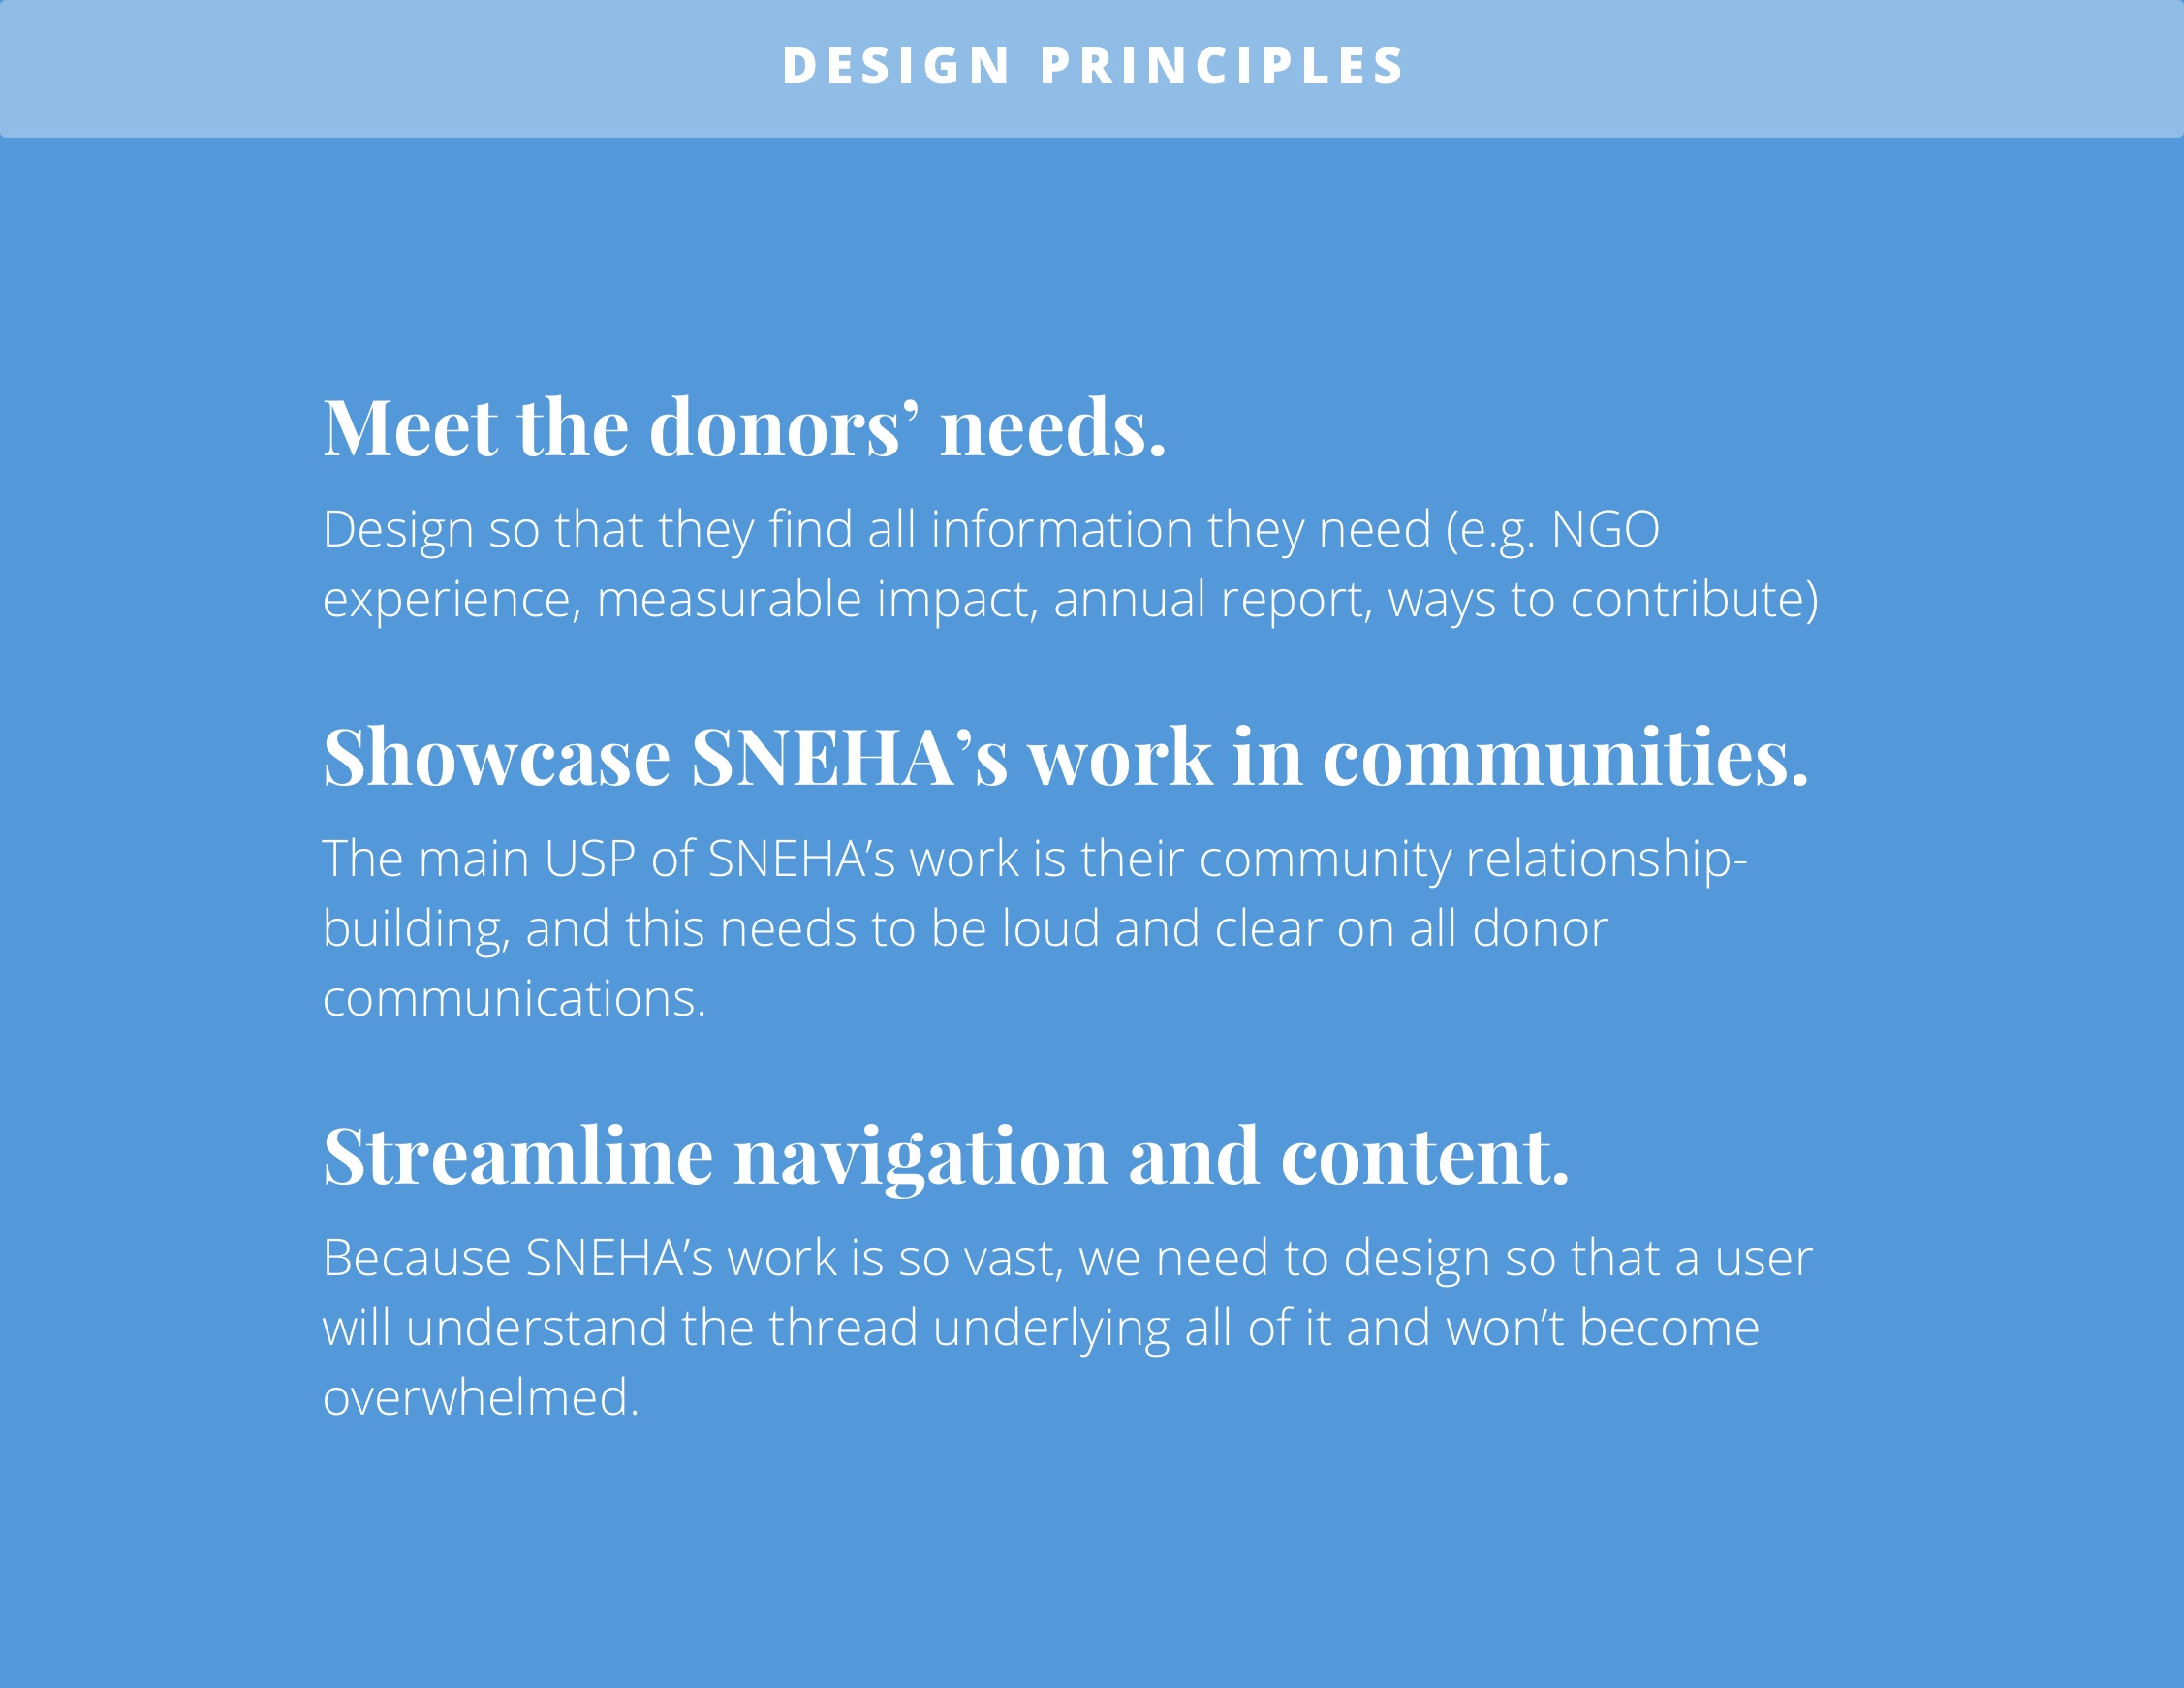 DESIGN PRINCIPLES
Meet the donors’ needs.
Design so that they find all information they need (e.g. NGO
experience, measurable impact, annual report, ways to contribute)
Showcase SNEHA’s work in communities.
The main USP of SNEHA’s work is their community relationship-
building, and this needs to be loud and clear on all donor
communications.
Streamline navigation and content.
Because SNEHA’s work is so vast, we need to design so that a user
will understand the thread underlying all of it and won’t become
overwhelmed.